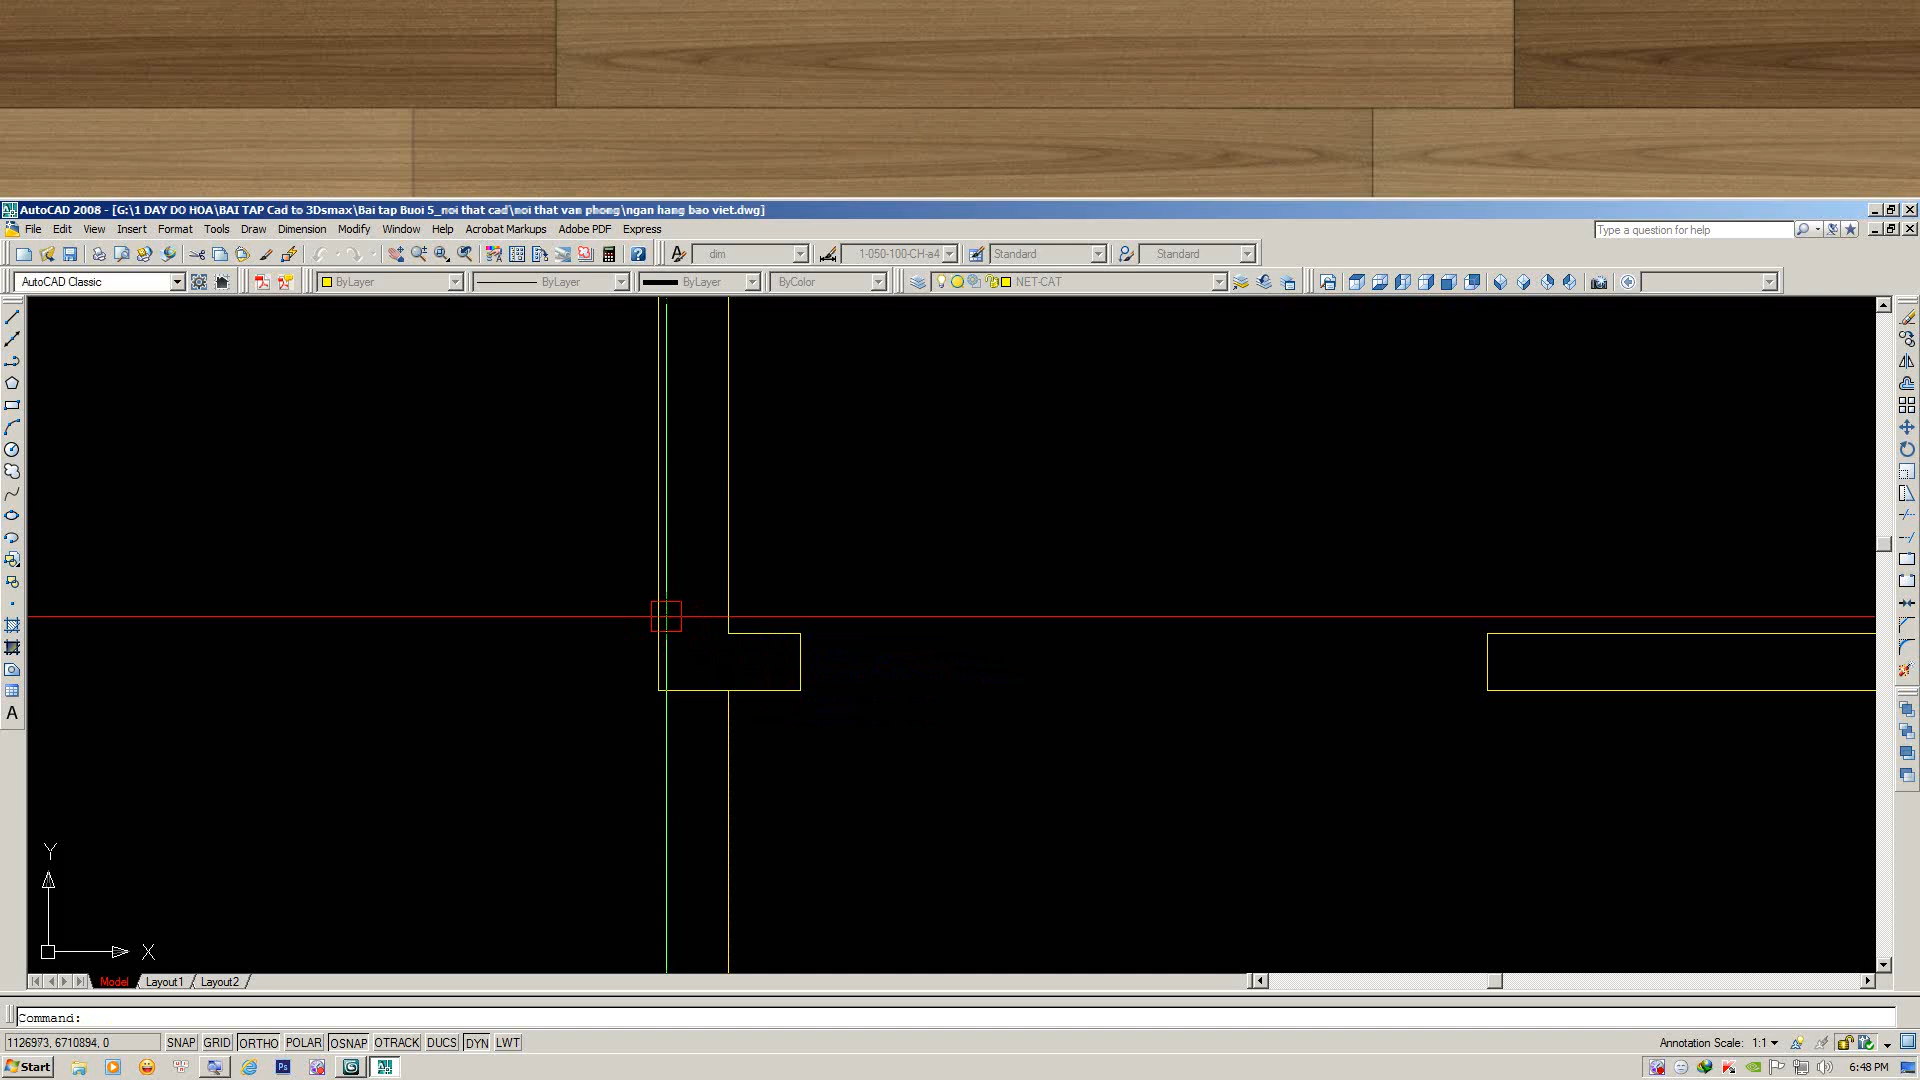 AutoCAD 2008 - [G:\1 DAY DO HOA\BAI TAP Cad to 3Dsmax\Bai tap Buoi 5_noi that cad\noi that van phong\ngan hang bao viet.dwg]
File Edit View Insert Format Tools Draw Dimension Modify Window Help Acrobat Markups Adobe PDF Express Type a question for help
dim 1-050-100-CH-a4 Standard Standard
AutoCAD Classic ByLayer ByLayer ByLayer ByColor NET-CAT
A
Y
X
Model Layout1 Layout2
Command:
1126973, 6710894, 0 SNAP GRID ORTHO POLAR OSNAP OTRACK DUCS DYN LWT Annotation Scale: 1:1
Start Ps 6:48 PM